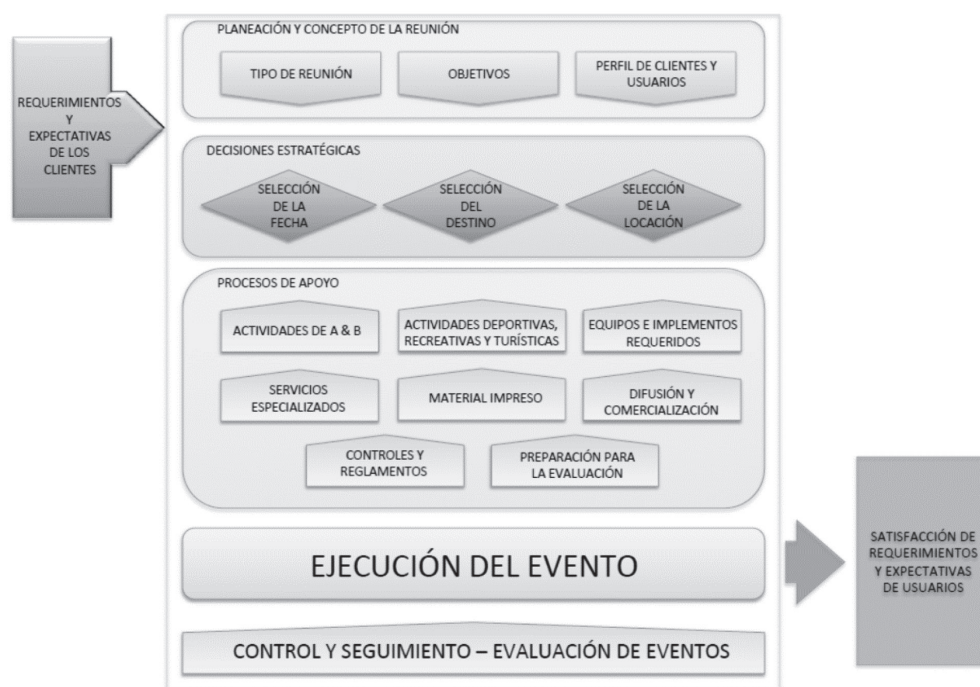 REQUERIMIENTOS
Y
EXPECTATIVAS
DE LOS
CLIENTES
PLANEACIÓN Y CONCEPTO DE LA REUNIÓN
TIPO DE REUNIÓN
OBJETIVOS
PERFIL DE CLIENTES Y
USUARIOS
DECISIONES ESTRATÉGICAS
SELECCIÓN
DE LA
FECHA
SELECCIÓN
DEL
DESTINO
SELECCIÓN
DE LA
LOCACIÓN
PROCESOS DE APOYO
ACTIVIDADES DE A & B
ACTIVIDADES DEPORTIVAS,
RECREATIVAS Y TURÍSTICAS
EQUIPOS E IMPLEMENTOS
REQUERIDOS
SERVICIOS
ESPECIALIZADOS
MATERIAL IMPRESO
DIFUSIÓN Y
COMERCIALIZACIÓN
CONTROLES Y
REGLAMENTOS
PREPARACIÓN PARA
LA EVALUACIÓN
EJECUCIÓN DEL EVENTO
CONTROL Y SEGUIMIENTO – EVALUACIÓN DE EVENTOS
SATISFACCIÓN DE
REQUERIMIENTOS
Y EXPECTATIVAS
DE USUARIOS